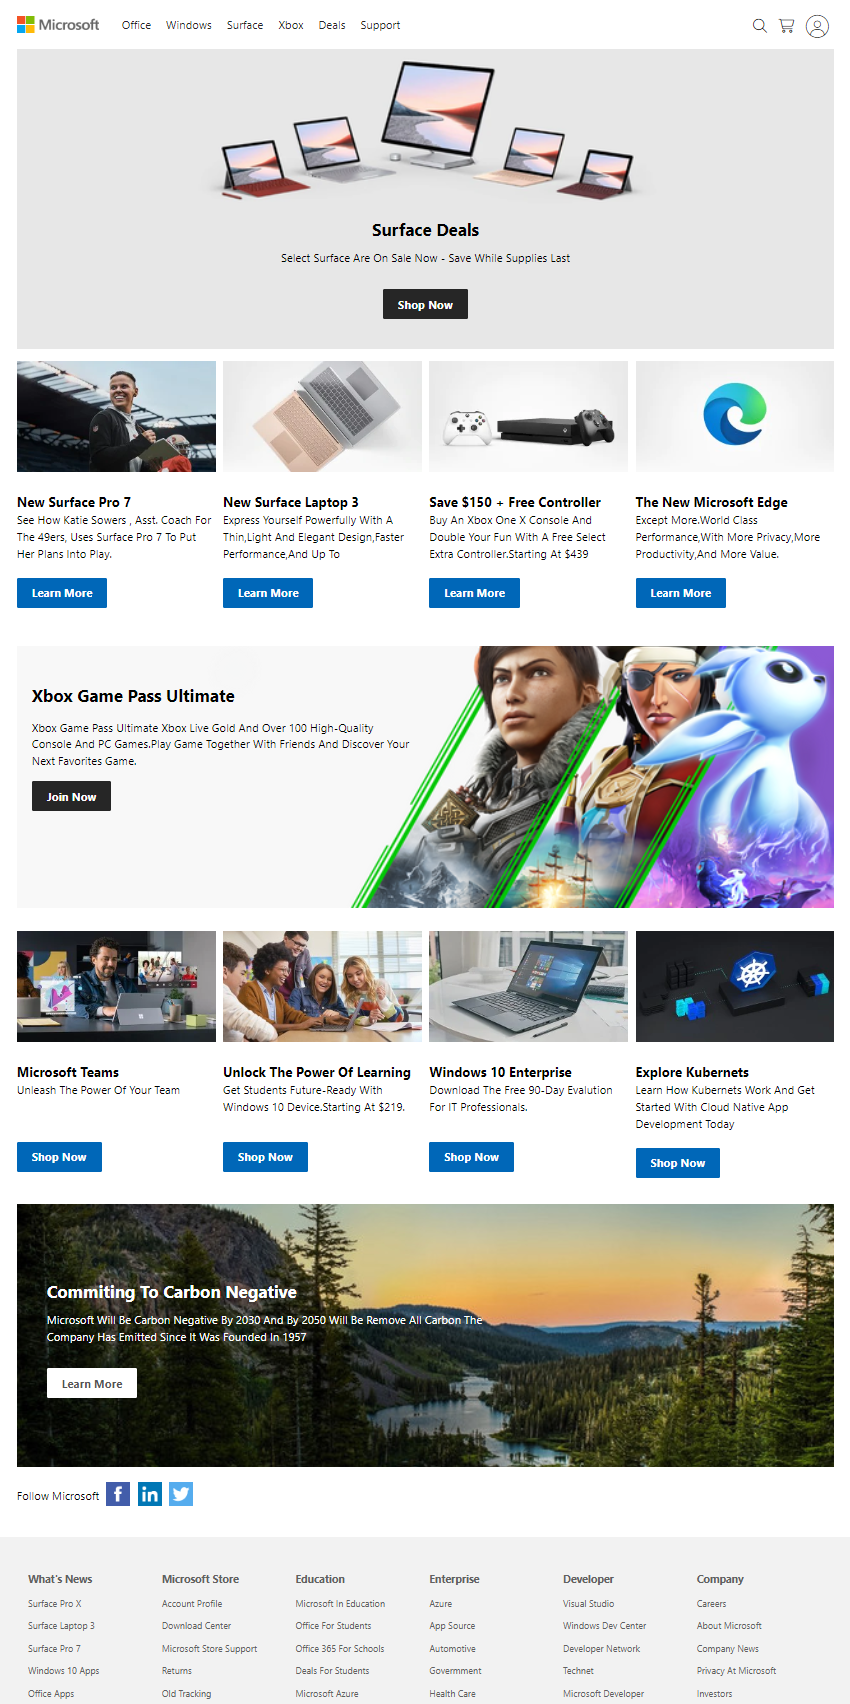 Microsoft Office Windows Surface Xbox Deals Support
Surface Deals
Select Surface Are On Sale Now - Save While Supplies Last
Shop Now
New Surface Pro 7
See How Katie Sowers , Asst. Coach For
The 49ers, Uses Surface Pro 7 To Put
Her Plans Into Play.
Learn More
New Surface Laptop 3
Express Yourself Powerfully With A
Thin,Light And Elegant Design,Faster
Performance,And Up To
Learn More
Save $150 + Free Controller
Buy An Xbox One X Console And
Double Your Fun With A Free Select
Extra Controller.Starting At $439
Learn More
The New Microsoft Edge
Except More.World Class
Performance,With More Privacy,More
Productivity,And More Value.
Learn More
Xbox Game Pass Ultimate
Xbox Game Pass Ultimate Xbox Live Gold And Over 100 High-Quality
Console And PC Games.Play Game Together With Friends And Discover Your
Next Favorites Game.
Join Now
Microsoft Teams
Unleash The Power Of Your Team
Shop Now
Unlock The Power Of Learning
Get Students Future-Ready With
Windows 10 Device.Starting At $219.
Shop Now
Windows 10 Enterprise
Download The Free 90-Day Evalution
For IT Professionals.
Shop Now
Explore Kubernets
Learn How Kubernets Work And Get
Started With Cloud Native App
Development Today
Shop Now
Commiting To Carbon Negative
Microsoft Will Be Carbon Negative By 2030 And By 2050 Will Be Remove All Carbon The
Company Has Emitted Since It Was Founded In 1957
Learn More
Follow Microsoft
What's News
Surface Pro X
Surface Laptop 3
Surface Pro 7
Windows 10 Apps
Office Apps
Microsoft Store
Account Profile
Download Center
Microsoft Store Support
Returns
Old Tracking
Education
Microsoft In Education
Office For Students
Office 365 For Schools
Deals For Students
Microsoft Azure
Enterprise
Azure
App Source
Automotive
Govermment
Health Care
Developer
Visual Studio
Windows Dev Center
Developer Network
Technet
Microsoft Developer
Company
Careers
About Microsoft
Company News
Privacy At Microsoft
Investors